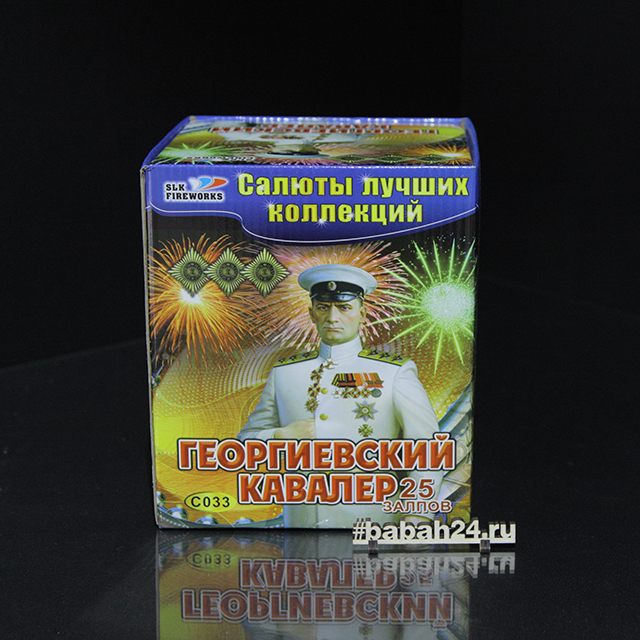 SLK
FIREWORKS
Салюты лучших
коллекций
ГЕОРГИЕВСКИЙ
КАВАЛЕР 25
ЗАЛПОВ
С033
#babah24.ru